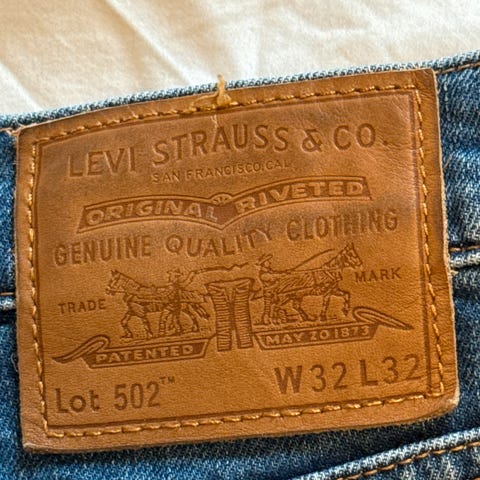 LEVI STRAUSS & CO.
SAN FRANCISCO, CAL.
ORIGINAL RIVETED
GENUINE QUALITY CLOTHING
TRADE MARK
PATENTED MAY 20 1873
Lot 502™ W32 L32